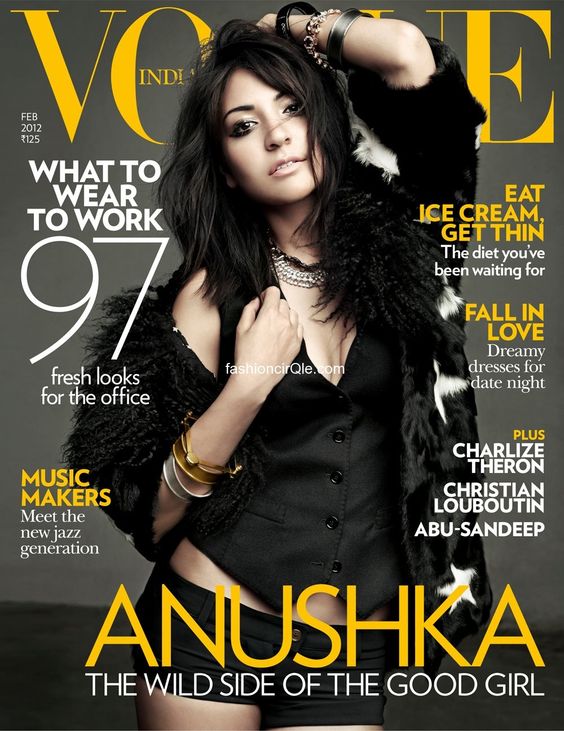 VOGUE
INDIA
FEB
2012
₹125
WHAT TO
WEAR
TO WORK
97
fresh looks
for the office
EAT
ICE CREAM,
GET THIN
The diet you've
been waiting for
FALL IN
LOVE
Dreamy
dresses for
date night
fashioncirQle.com
PLUS
CHARLIZE
THERON
CHRISTIAN
LOUBOUTIN
ABU-SANDEEP
MUSIC
MAKERS
Meet the
new jazz
generation
ANUSHKA
THE WILD SIDE OF THE GOOD GIRL